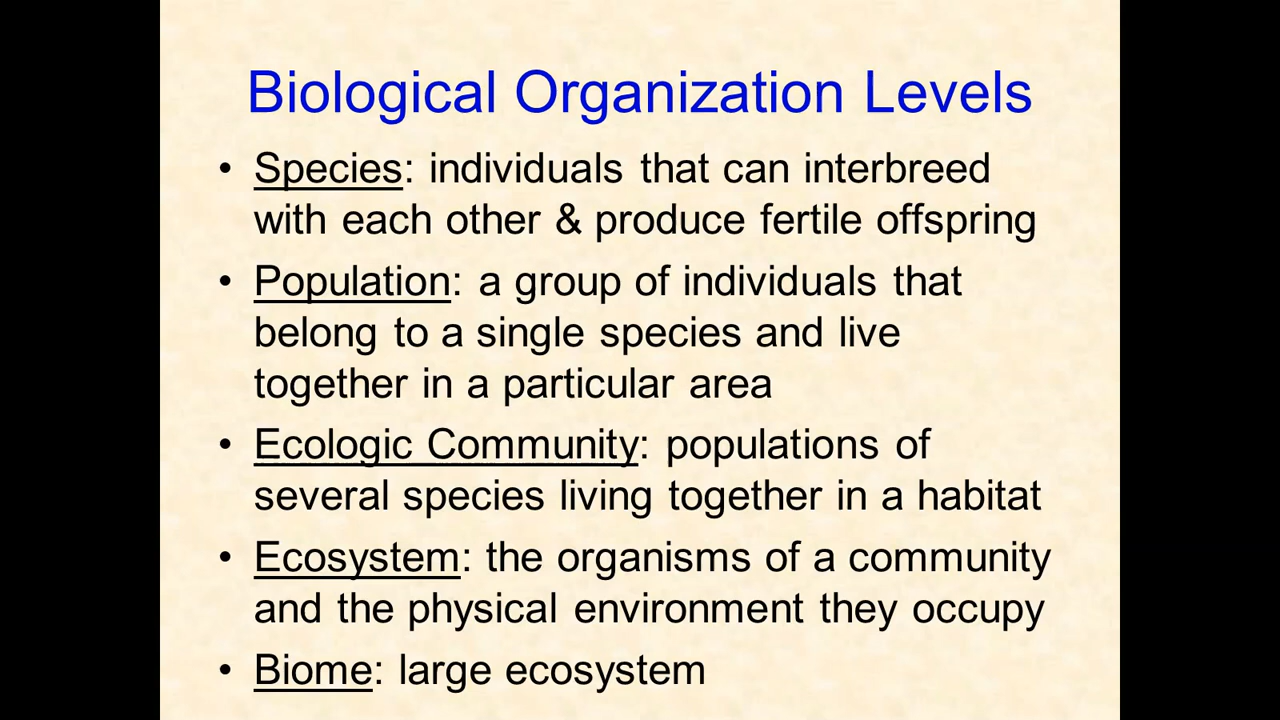 Biological Organization Levels
• Species: individuals that can interbreed
with each other & produce fertile offspring
• Population: a group of individuals that
belong to a single species and live
together in a particular area
• Ecologic Community: populations of
several species living together in a habitat
• Ecosystem: the organisms of a community
and the physical environment they occupy
• Biome: large ecosystem